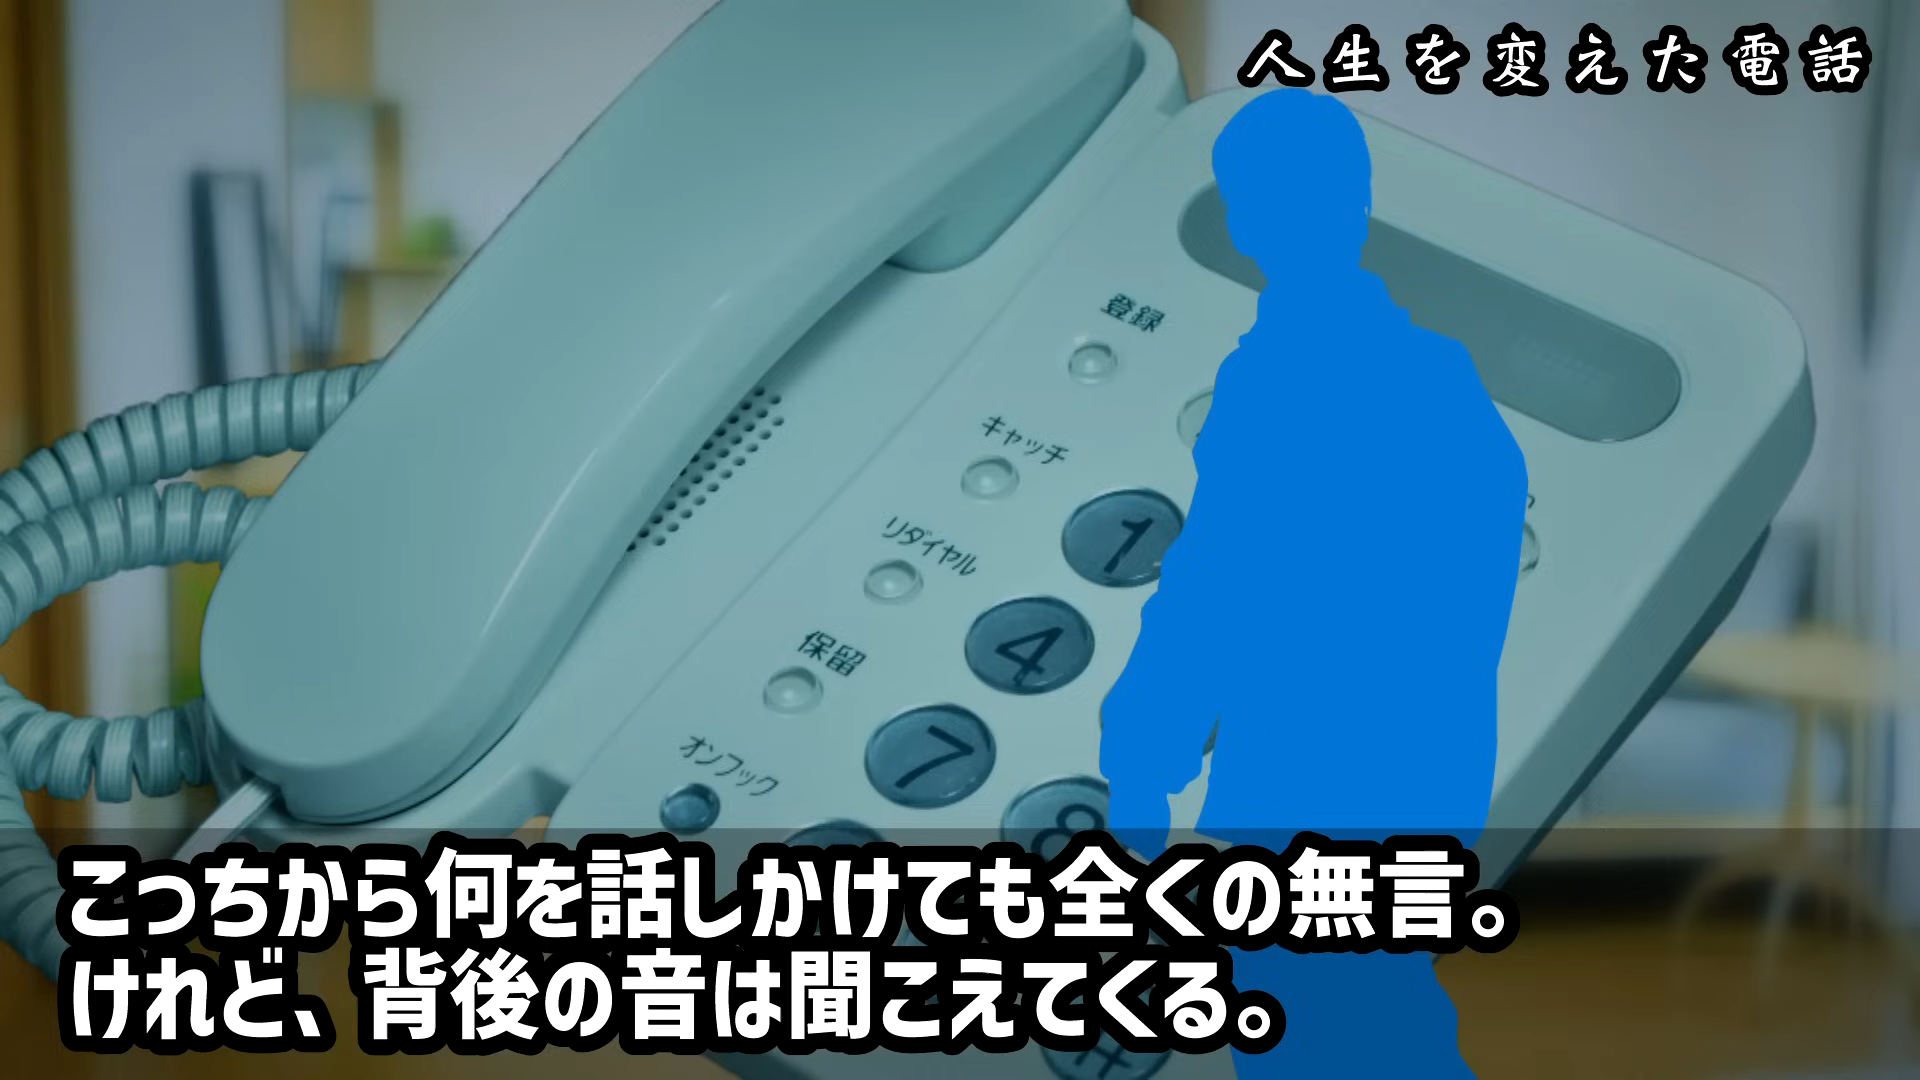 人生を変えた電話
登録
キャッチ
リダイヤル
保留
オンフック
1
4
7
8
#
こっちから何を話しかけても全くの無言。
けれど、背後の音は聞こえてくる。